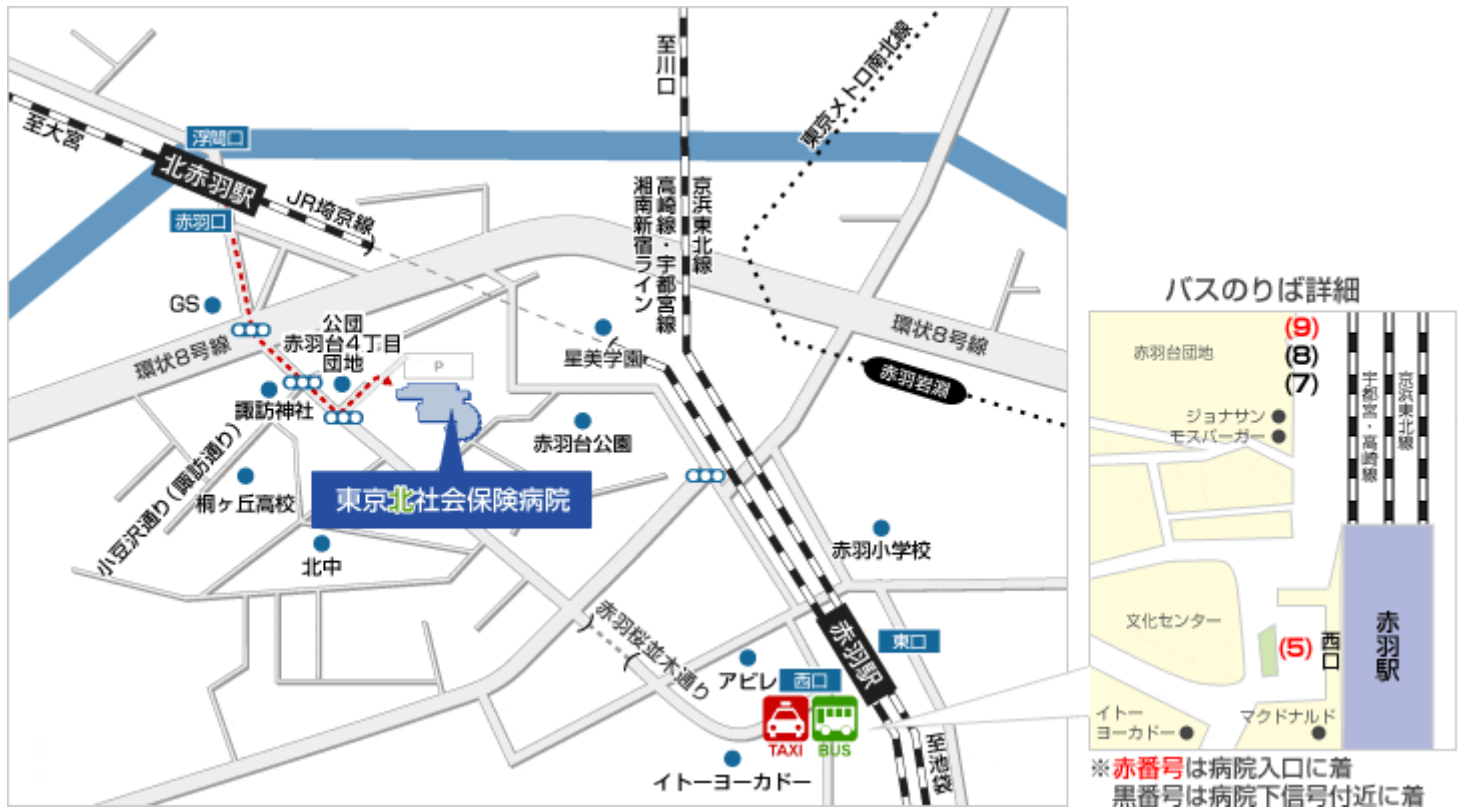 至川口
東京メトロ南北線
至大宮
浮間口
北赤羽駅
JR埼京線
赤羽口
京浜東北線
高崎線・宇都宮線
湘南新宿ライン
GS
環状8号線
公団
赤羽台4丁目
団地
P
星美学園
環状8号線
赤羽岩淵
諏訪神社
赤羽台公園
小豆沢通り(諏訪通り)
桐ヶ丘高校
東京北社会保険病院
北中
赤羽小学校
赤羽桜並木通り
赤羽駅
東口
アビレ
西口
TAXI
BUS
イトーヨーカドー
至池袋
バスのりば詳細
(9)
(8)
(7)
赤羽台団地
宇都宮・高崎線
京浜東北線
ジョナサン
モスバーガー
文化センター
(5)
西口
赤羽駅
イトー
ヨーカドー
マクドナルド
※赤番号は病院入口に着
黒番号は病院下信号付近に着